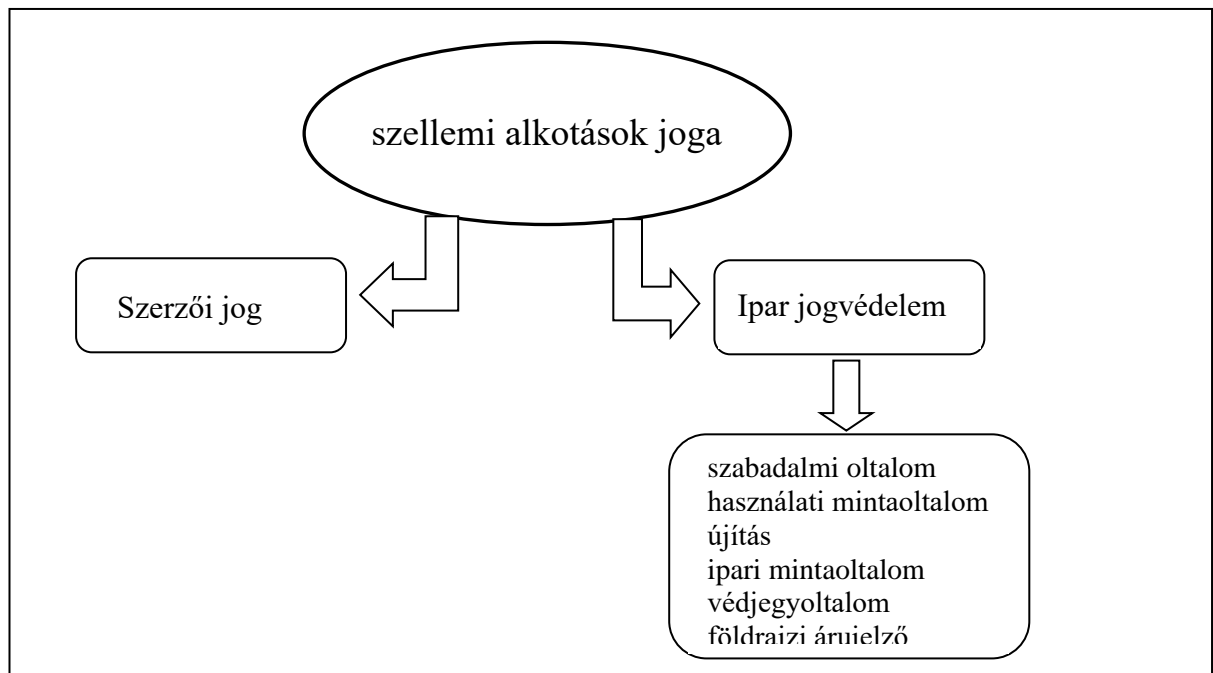 szellemi alkotások joga
Szerzői jog
Ipar jogvédelem
szabadalmi oltalom
használati mintaoltalom
újítás
ipari mintaoltalom
védjegyoltalom
földrajzi árujelző